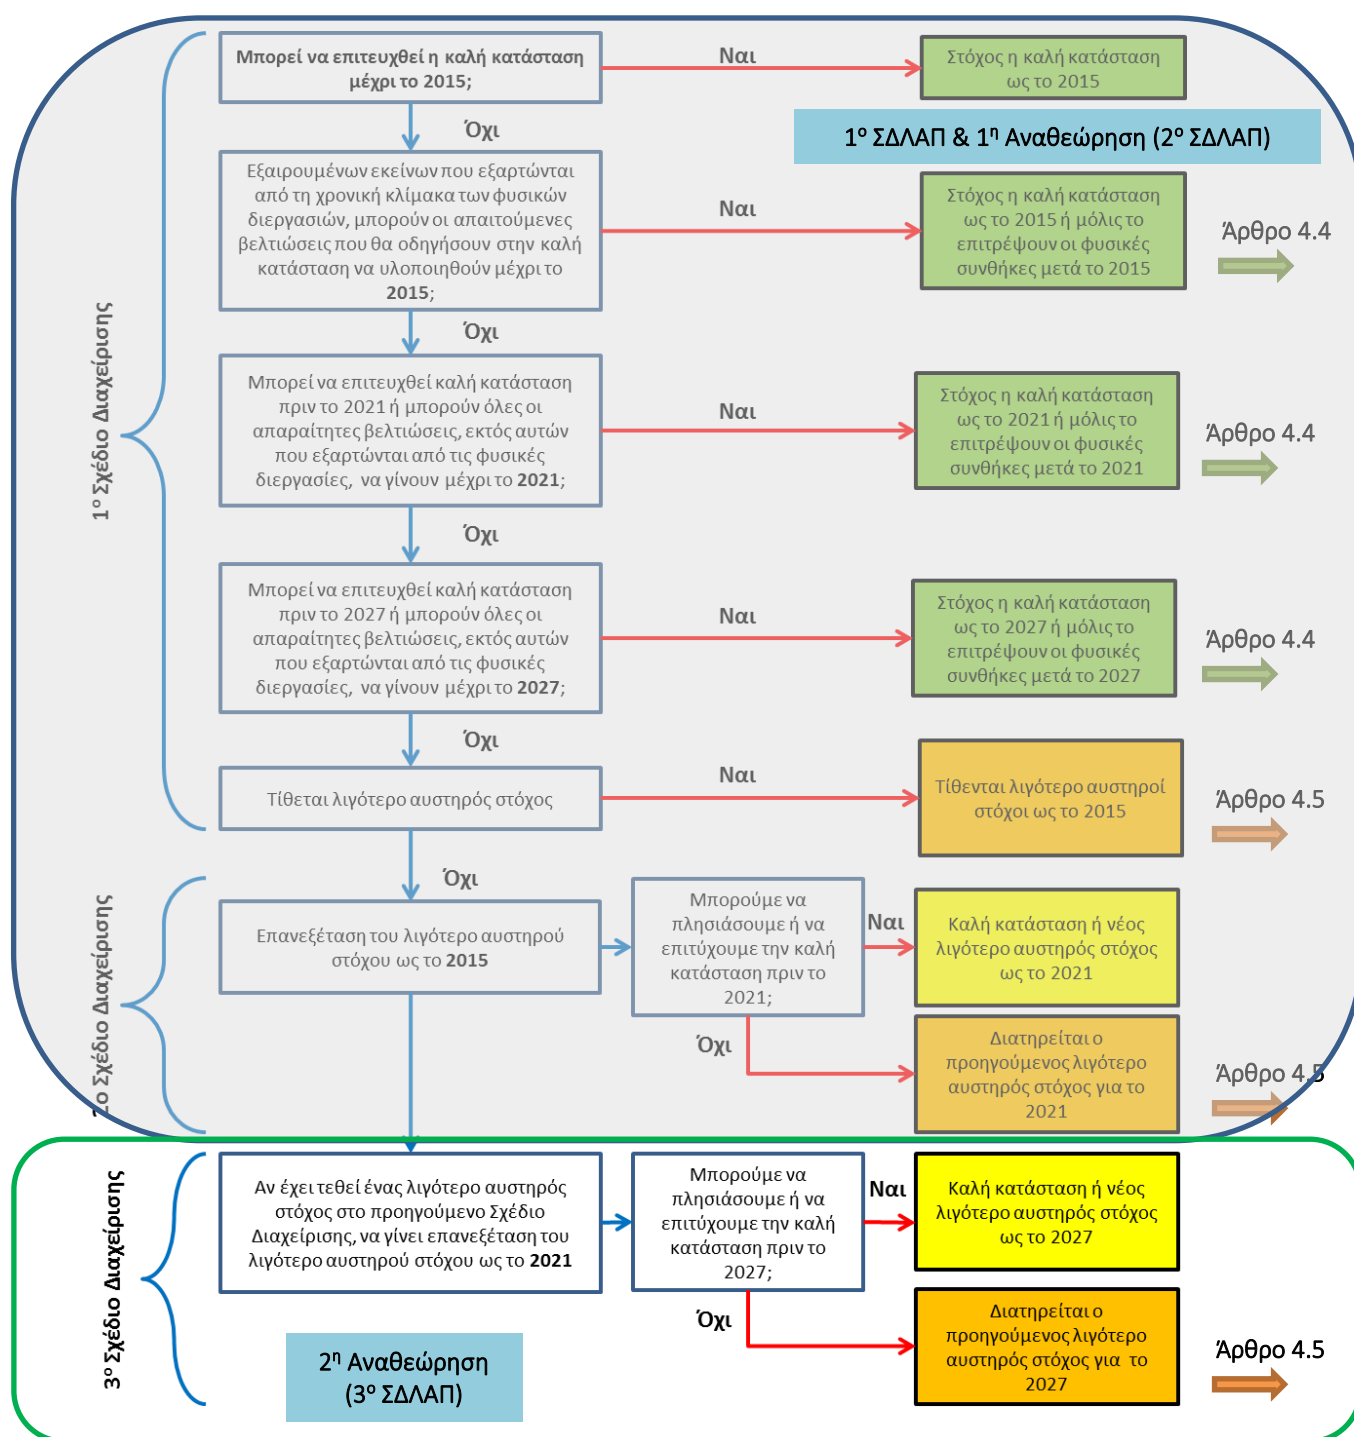 Μπορεί να επιτευχθεί η καλή κατάσταση
μέχρι το 2015;
Ναι
Στόχος η καλή κατάσταση
ως το 2015
Όχι
1º ΣΔΛΑΠ & 1η Αναθεώρηση (2º ΣΔΛΑΠ)
Εξαιρουμένων εκείνων που εξαρτώνται
από τη χρονική κλίμακα των φυσικών
διεργασιών, μπορούν οι απαιτούμενες
βελτιώσεις που θα οδηγήσουν στην καλή
κατάσταση να υλοποιηθούν μέχρι το
2015;
Ναι
Στόχος η καλή κατάσταση
ως το 2015 ή μόλις το
επιτρέψουν οι φυσικές
συνθήκες μετά το 2015
Άρθρο 4.4
Όχι
1º Σχέδιο Διαχείρισης
Μπορεί να επιτευχθεί καλή κατάσταση
πριν το 2021 ή μπορούν όλες οι
απαραίτητες βελτιώσεις, εκτός αυτών
που εξαρτώνται από τις φυσικές
διεργασίες, να γίνουν μέχρι το 2021;
Ναι
Στόχος η καλή κατάσταση
ως το 2021 ή μόλις το
επιτρέψουν οι φυσικές
συνθήκες μετά το 2021
Άρθρο 4.4
Όχι
Μπορεί να επιτευχθεί καλή κατάσταση
πριν το 2027 ή μπορούν όλες οι
απαραίτητες βελτιώσεις, εκτός αυτών
που εξαρτώνται από τις φυσικές
διεργασίες, να γίνουν μέχρι το 2027;
Ναι
Στόχος η καλή κατάσταση
ως το 2027 ή μόλις το
επιτρέψουν οι φυσικές
συνθήκες μετά το 2027
Άρθρο 4.4
Όχι
Τίθεται λιγότερο αυστηρός στόχος
Ναι
Τίθενται λιγότερο αυστηροί
στόχοι ως το 2015
Άρθρο 4.5
Όχι
2ο Σχέδιο Διαχείρισης
Επανεξέταση του λιγότερο αυστηρού
στόχου ως το 2015
Μπορούμε να
πλησιάσουμε ή να
επιτύχουμε την καλή
κατάσταση πριν το
2021;
Ναι
Καλή κατάσταση ή νέος
λιγότερο αυστηρός στόχος
ως το 2021
Όχι
Διατηρείται ο
προηγούμενος λιγότερο
αυστηρός στόχος για το
2021
Άρθρο 4.5
3º Σχέδιο Διαχείρισης
Αν έχει τεθεί ένας λιγότερο αυστηρός
στόχος στο προηγούμενο Σχέδιο
Διαχείρισης, να γίνει επανεξέταση του
λιγότερο αυστηρού στόχου ως το 2021
Μπορούμε να
πλησιάσουμε ή να
επιτύχουμε την καλή
κατάσταση πριν το
2027;
Ναι
Καλή κατάσταση ή νέος
λιγότερο αυστηρός στόχος
ως το 2027
Όχι
Διατηρείται ο
προηγούμενος λιγότερο
αυστηρός στόχος για το
2027
Άρθρο 4.5
2η Αναθεώρηση
(3º ΣΔΛΑΠ)